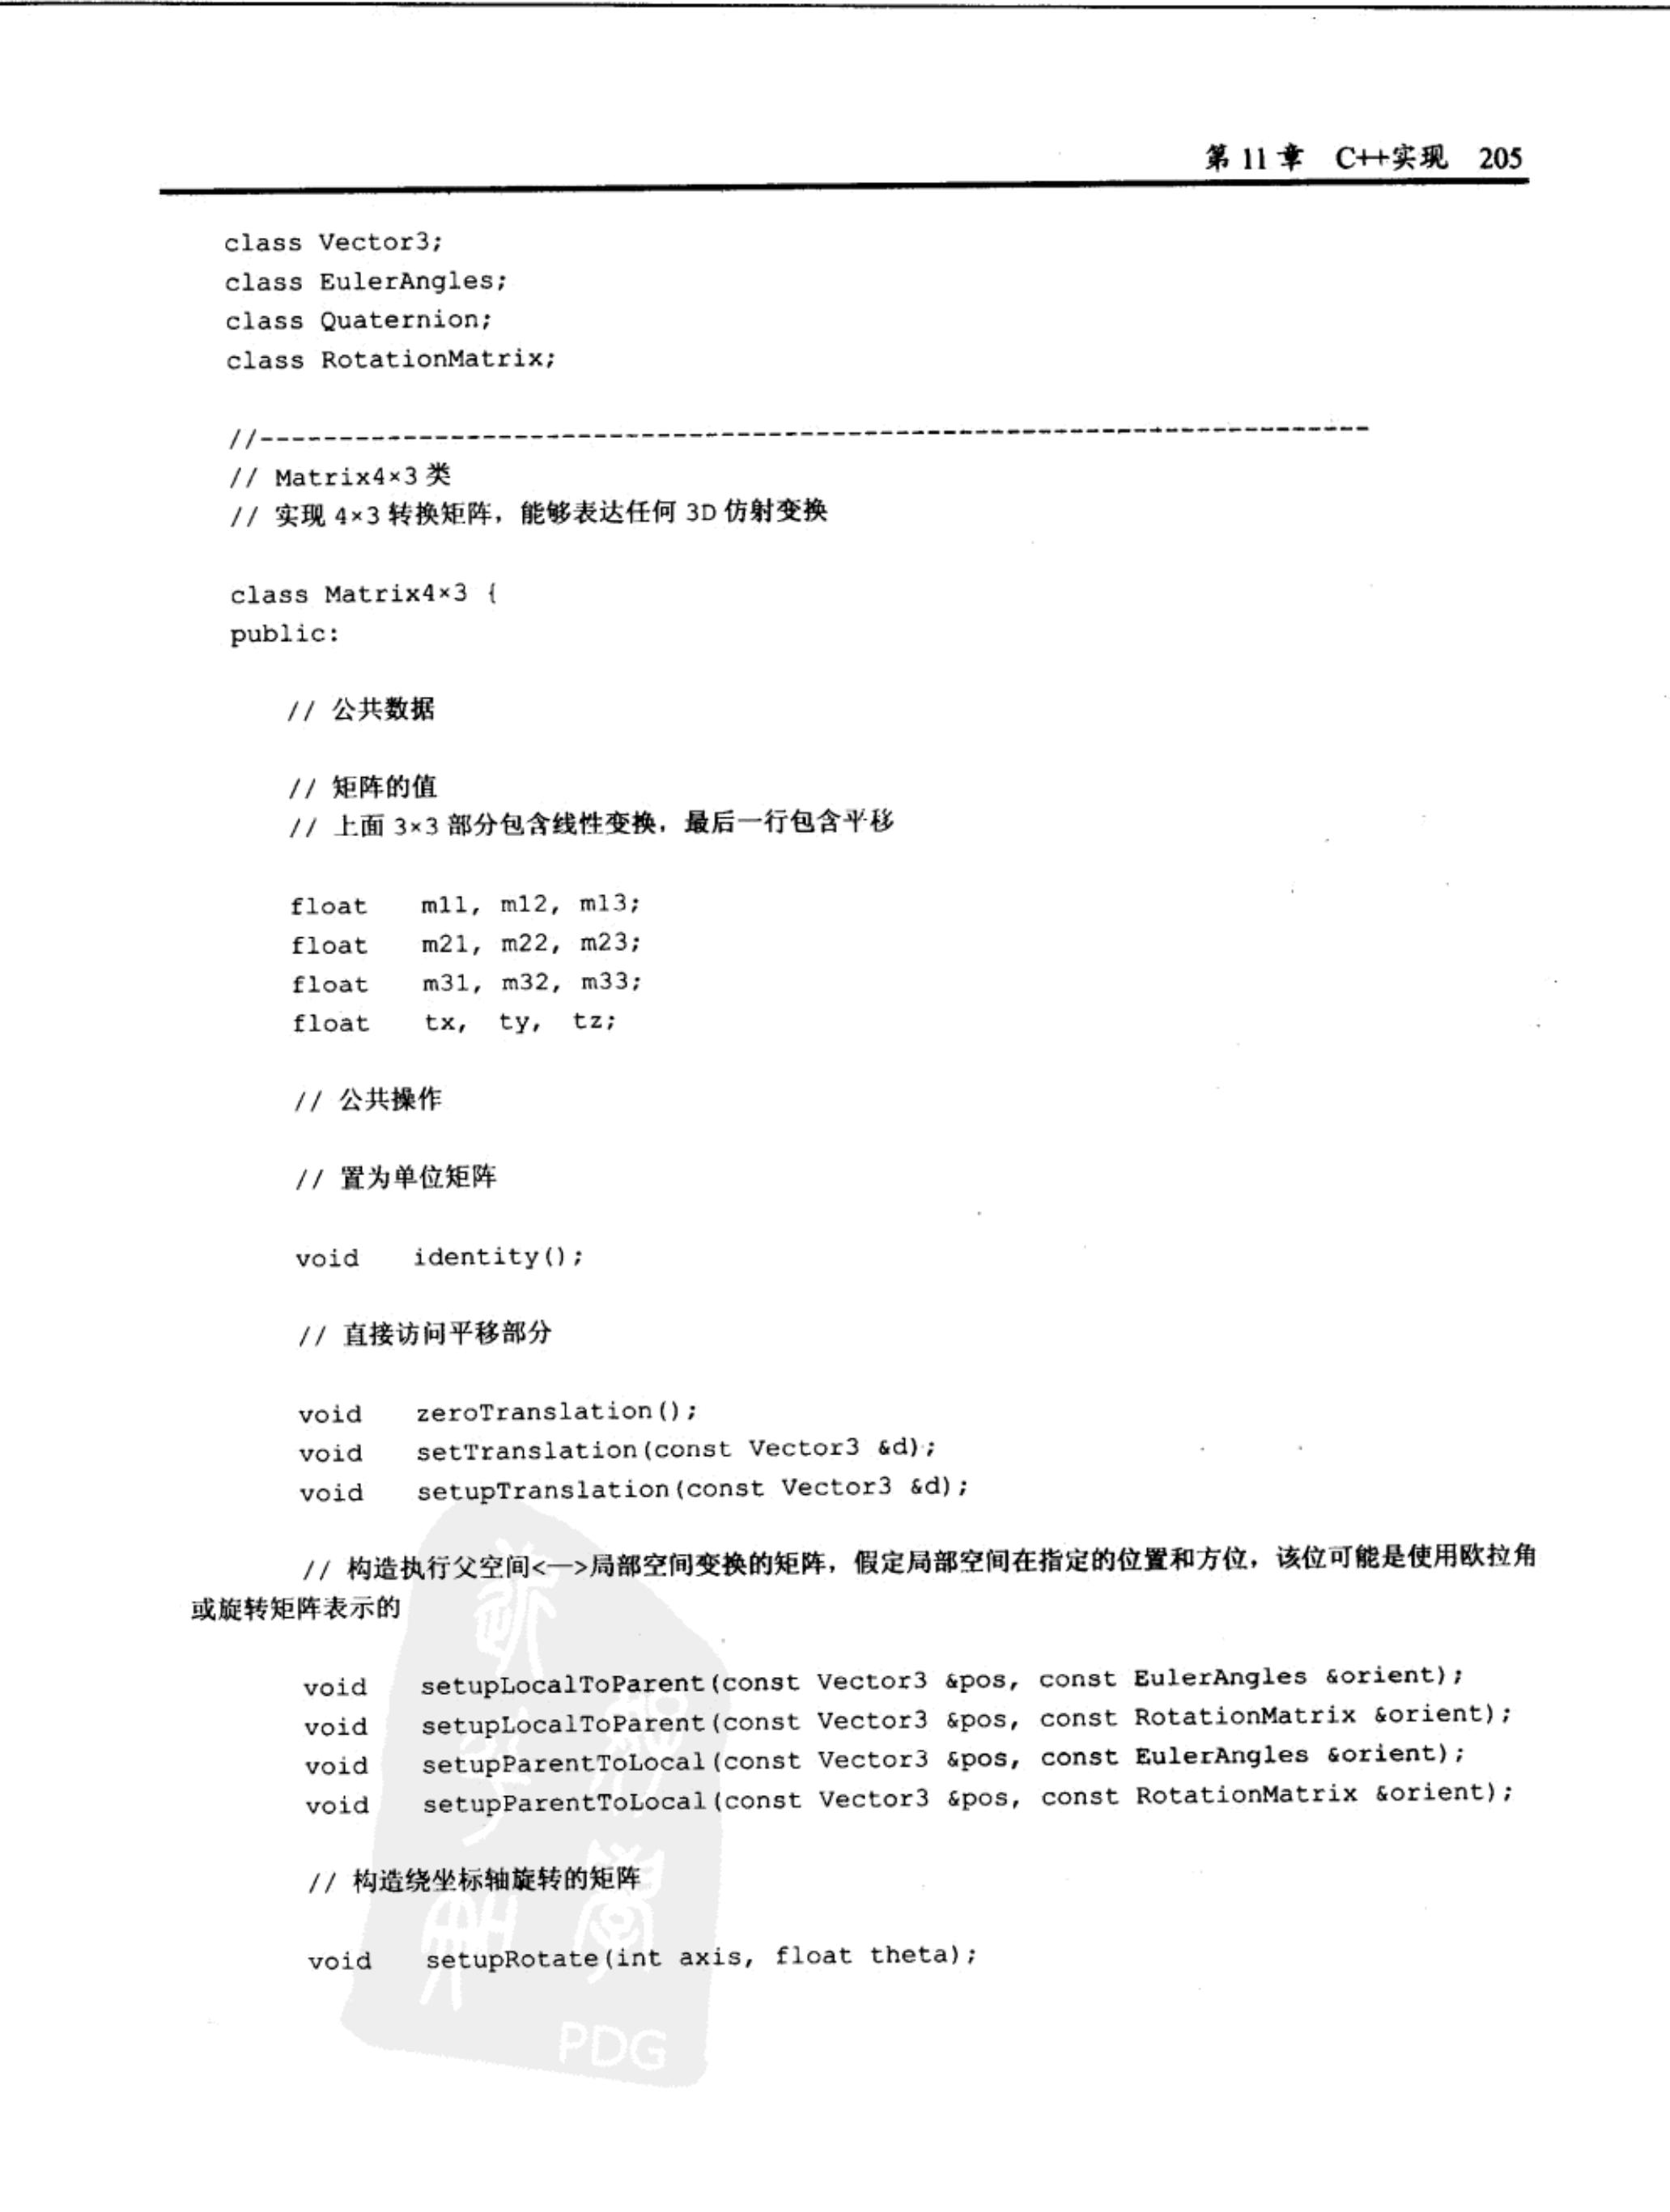 第 11 章 C++实现 205
class Vector3;
class EulerAngles;
class Quaternion;
class RotationMatrix;
//---------------------------------------------------------------------------
// Matrix4×3 类
// 实现 4×3 转换矩阵，能够表达任何 3D 仿射变换
class Matrix4×3 {
public:
// 公共数据
// 矩阵的值
// 上面 3×3 部分包含线性变换，最后一行包含平移
float m11, m12, m13;
float m21, m22, m23;
float m31, m32, m33;
float tx, ty, tz;
// 公共操作
// 置为单位矩阵
void identity();
// 直接访问平移部分
void zeroTranslation();
void setTranslation(const Vector3 &d);
void setupTranslation(const Vector3 &d);
// 构造执行父空间<—>局部空间变换的矩阵，假定局部空间在指定的位置和方位，该位可能是使用欧拉角
或旋转矩阵表示的
void setupLocalToParent(const Vector3 &pos, const EulerAngles &orient);
void setupLocalToParent(const Vector3 &pos, const RotationMatrix &orient);
void setupParentToLocal(const Vector3 &pos, const EulerAngles &orient);
void setupParentToLocal(const Vector3 &pos, const RotationMatrix &orient);
// 构造绕坐标轴旋转的矩阵
void setupRotate(int axis, float theta);
PDG